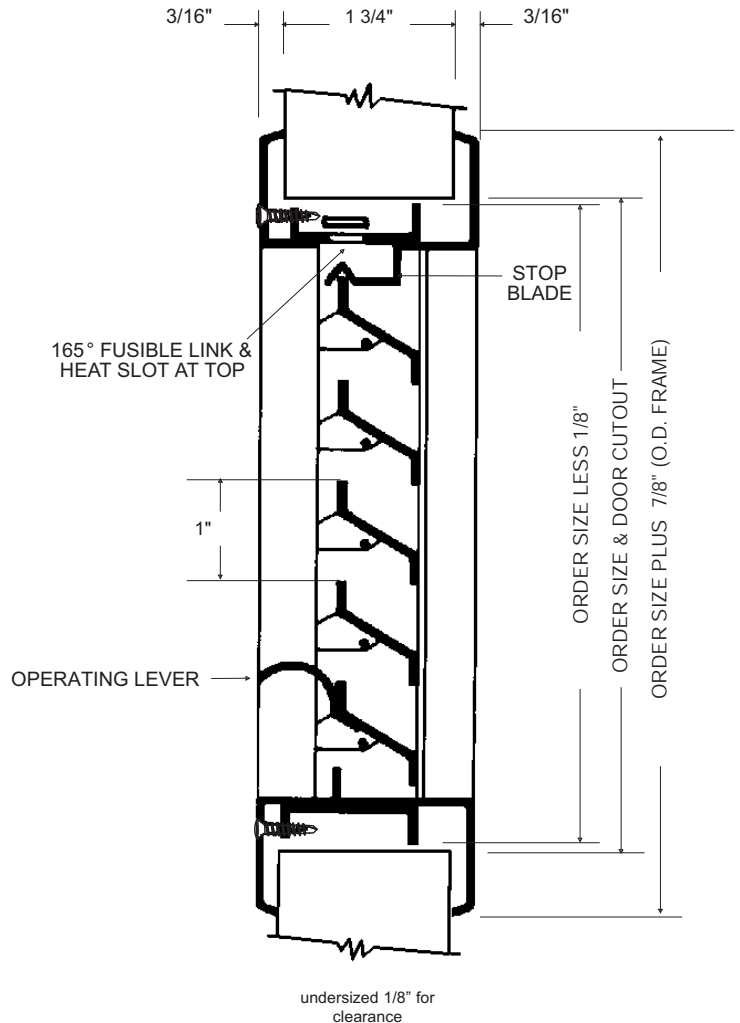 3/16"
1 3/4"
3/16"
STOP
BLADE
165° FUSIBLE LINK &
HEAT SLOT AT TOP
1"
OPERATING LEVER
ORDER SIZE LESS 1/8"
ORDER SIZE & DOOR CUTOUT
ORDER SIZE PLUS 7/8" (O.D. FRAME)
undersized 1/8” for
clearance